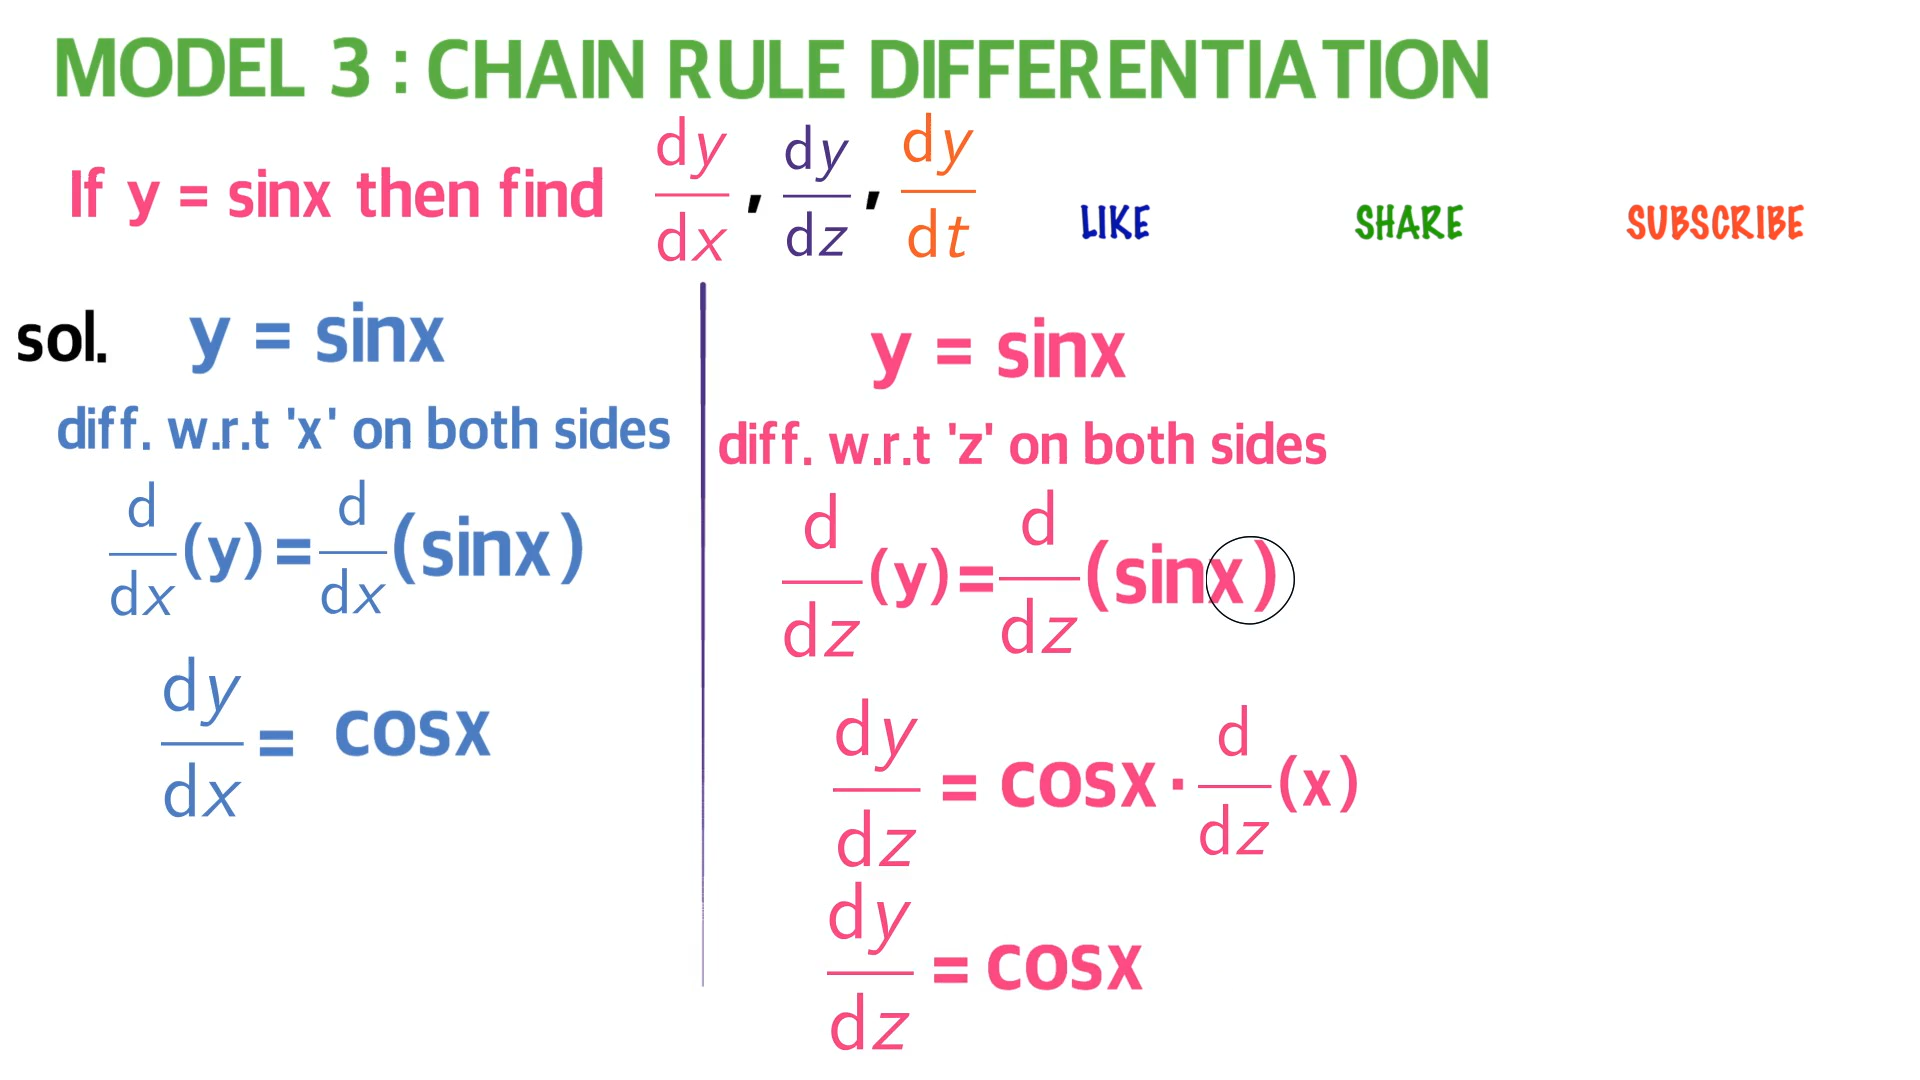 MODEL 3 : CHAIN RULE DIFFERENTIATION
If y = sinx then find dy/dx , dy/dz , dy/dt
LIKE SHARE SUBSCRIBE
sol. y = sinx
diff. w.r.t 'x' on both sides
d/dx (y) = d/dx (sinx)
dy/dx = cosx
y = sinx
diff. w.r.t 'z' on both sides
d/dz (y) = d/dz (sinx)
dy/dz = cosx · d/dz (x)
dy/dz = cosx